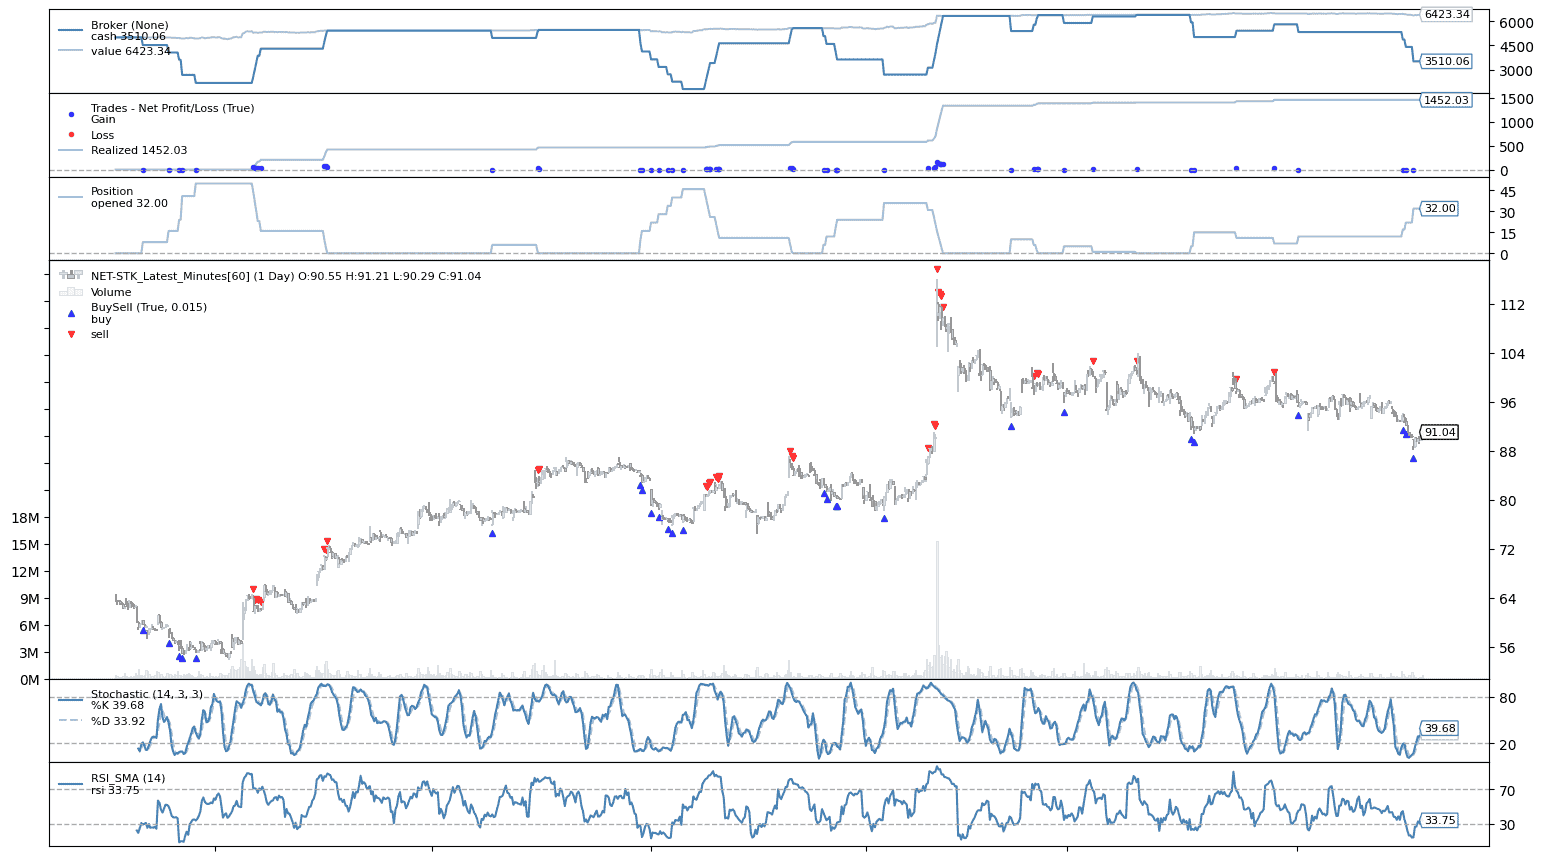 Broker (None)
cash 3510.06
value 6423.34
6423.34
6000
4500
3510.06
3000
Trades - Net Profit/Loss (True)
Gain
Loss
Realized 1452.03
1500
1452.03
1000
500
0
Position
opened 32.00
45
32.00
30
15
0
NET-STK_Latest_Minutes[60] (1 Day) O:90.55 H:91.21 L:90.29 C:91.04
Volume
BuySell (True, 0.015)
buy
sell
112
104
96
91.04
88
80
72
64
56
18M
15M
12M
9M
6M
3M
0M
Stochastic (14, 3, 3)
%K 39.68
%D 33.92
80
39.68
20
RSI_SMA (14)
rsi 33.75
70
33.75
30